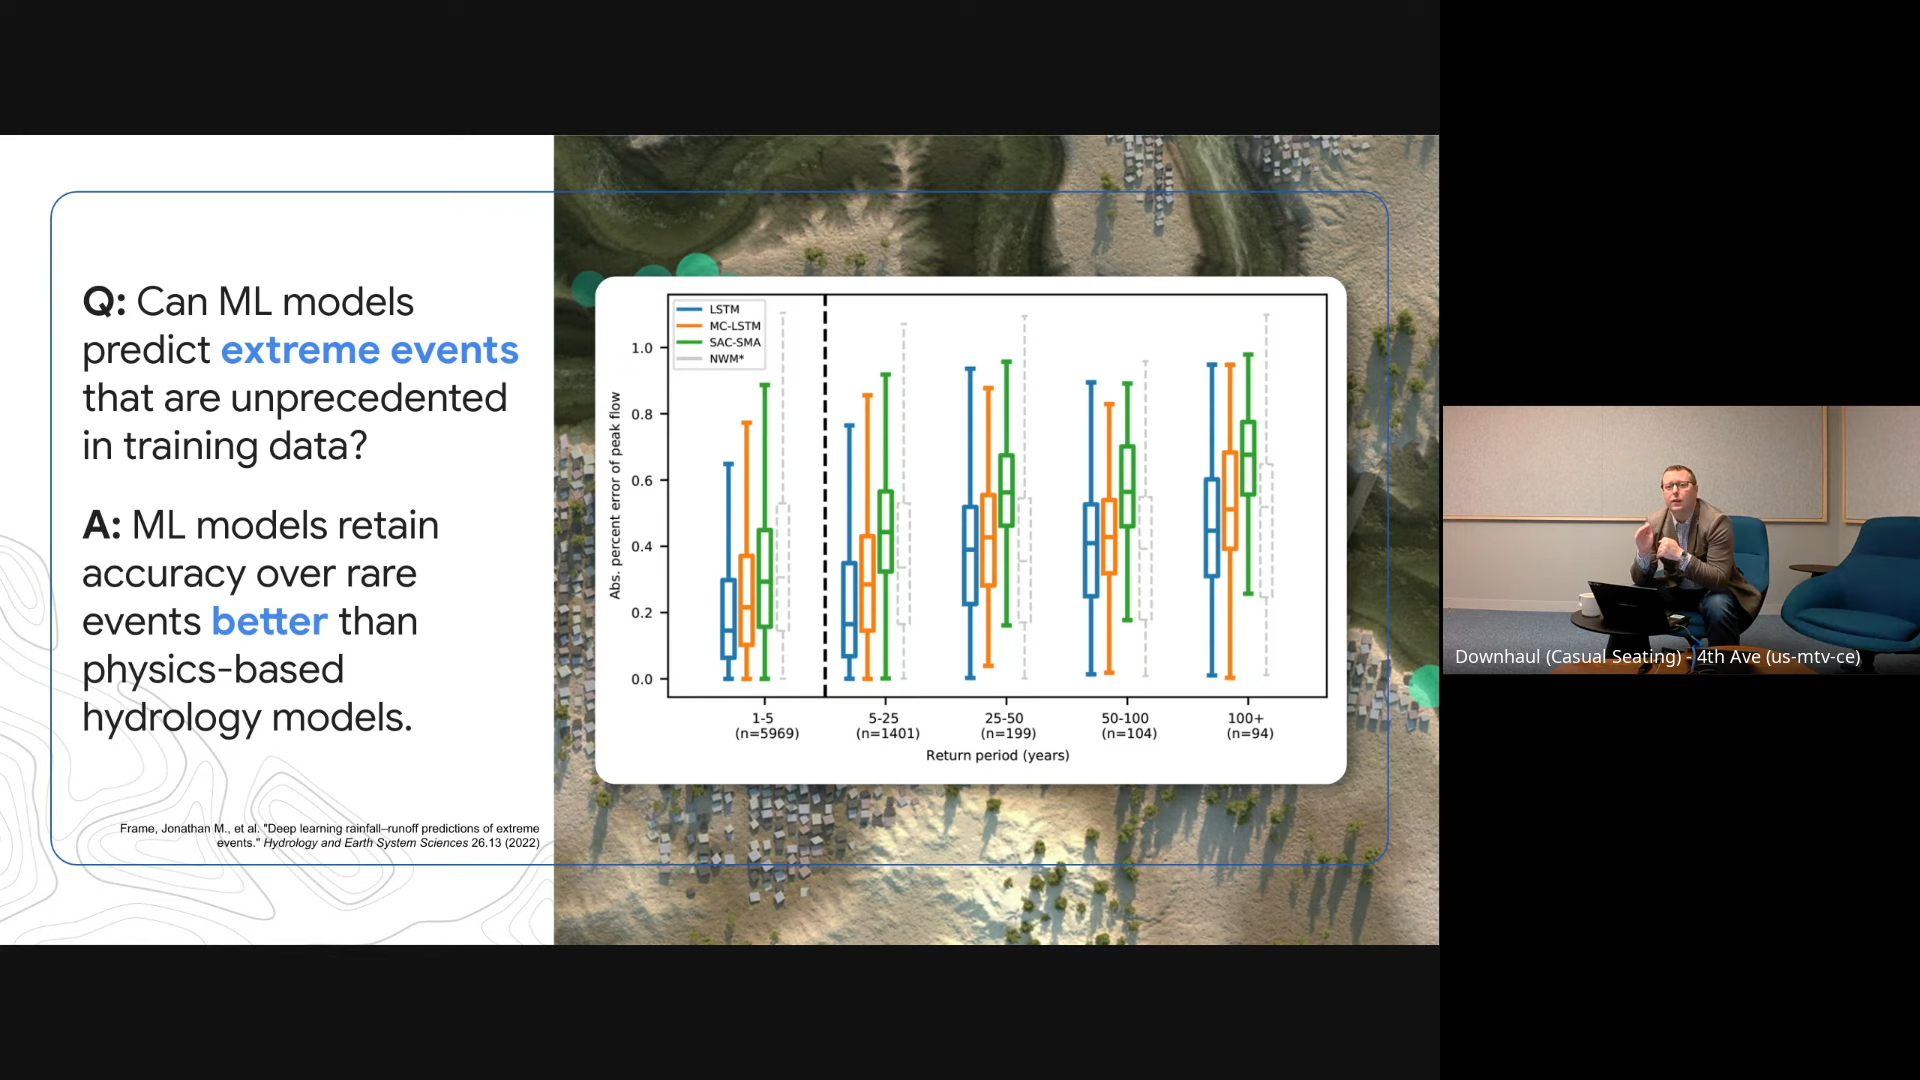 Q: Can ML models
predict extreme events
that are unprecedented
in training data?
A: ML models retain
accuracy over rare
events better than
physics-based
hydrology models.
Frame, Jonathan M., et al. "Deep learning rainfall–runoff predictions of extreme
events." Hydrology and Earth System Sciences 26.13 (2022)
LSTM
MC-LSTM
SAC-SMA
NWM*
Abs. percent error of peak flow
1.0
0.8
0.6
0.4
0.2
0.0
1-5 5-25 25-50 50-100 100+
(n=5969) (n=1401) (n=199) (n=104) (n=94)
Return period (years)
Downhaul (Casual Seating) - 4th Ave (us-mtv-ce)